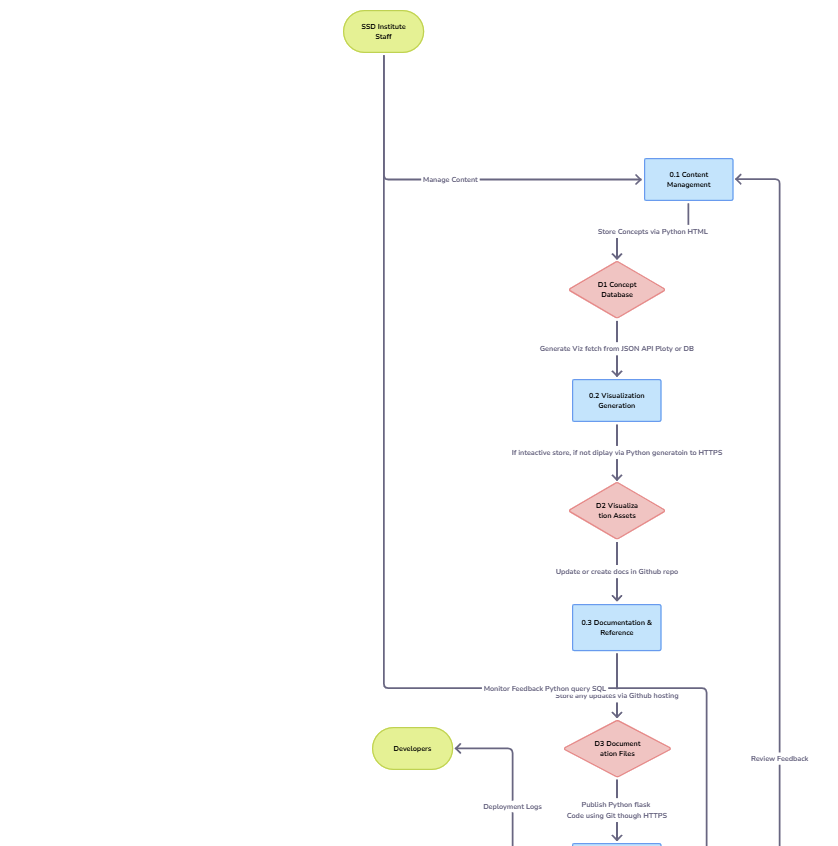 SSD Institute
Staff
Manage Content
0.1 Content
Management
Store Concepts via Python HTML
D1 Concept
Database
Generate Viz fetch from JSON API Ploty or DB
0.2 Visualization
Generation
If inteactive store, if not diplay via Python generatoin to HTTPS
D2 Visualiza
tion Assets
Update or create docs in Github repo
0.3 Documentation &
Reference
Monitor Feedback Python query SQL
Store any updates via Github hosting
Developers
D3 Document
ation Files
Review Feedback
Deployment Logs
Publish Python flask
Code using Git though HTTPS